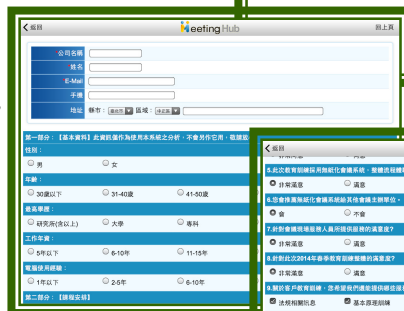 返回
MeetingHub
回上頁
公司名稱
姓名
E-Mail
手機
地址 縣市： 臺北市 區域： 中正區
第一部分：【基本資料】此資訊僅作為使用本系統之分析，不會另作它用，敬請
性別：
男 女
年齡：
30歲以下 31-40歲 41-50歲
最高學歷：
研究所(含以上) 大學 專科
工作年資：
5年以下 6-10年 11-15年
電腦使用經驗：
1年以下 2-5年 6-10年
第二部分：【課程安排】
返回
5.此次教育訓練採用無紙化會議系統，整體流程
非常滿意 滿意
6.您會推薦無紙化會議系統給其他會議主辦單位。
會 不會
7.針對會議現場服務人員所提供服務的滿意度?
非常滿意 滿意
8.針對此次2014年春季教育訓練整體的滿意度?
非常滿意 滿意
9.關於客戶教育訓練，您希望我們還能提供哪些服
法規相關訊息 基本原理訓練